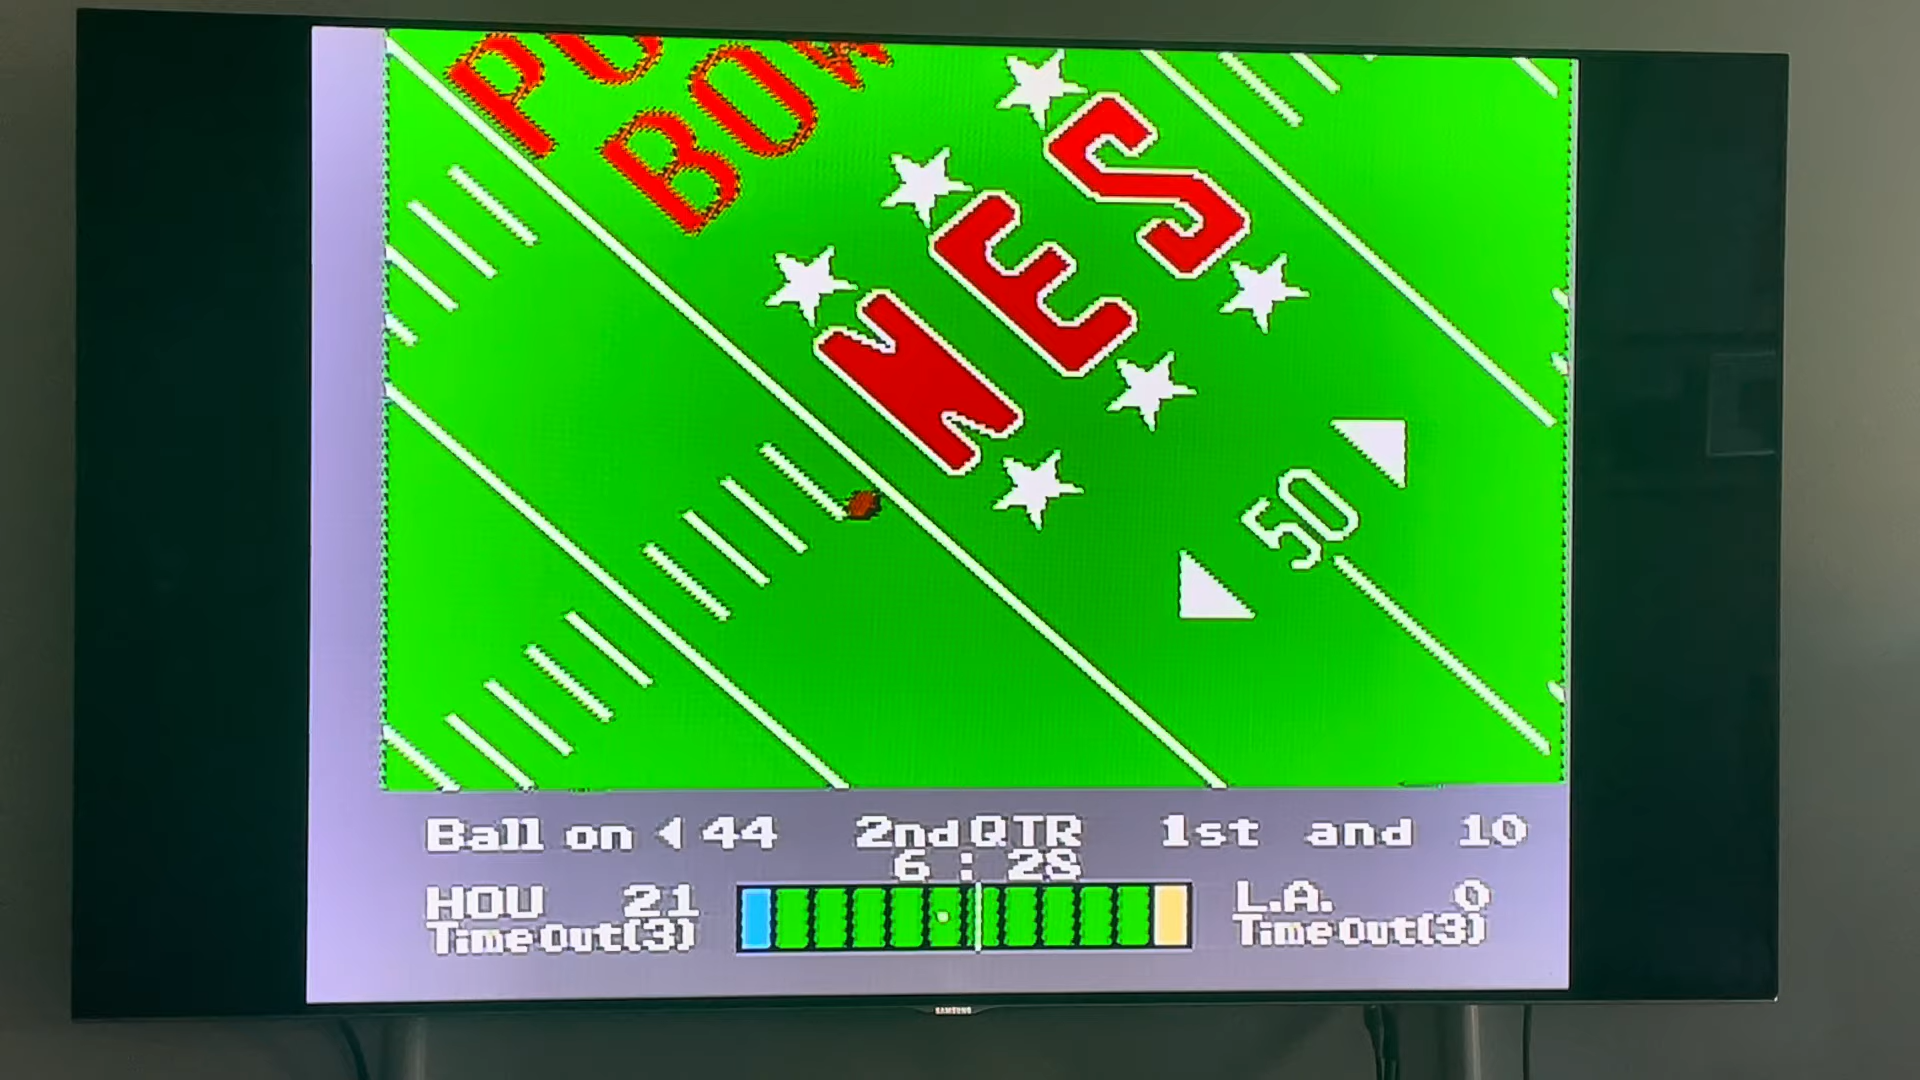 BOW
NES
50
Ball on ◀44 2nd QTR 1st and 10
6 : 28
HOU 21 L.A. 0
Time Out(3) Time Out(3)
SAMSUNG